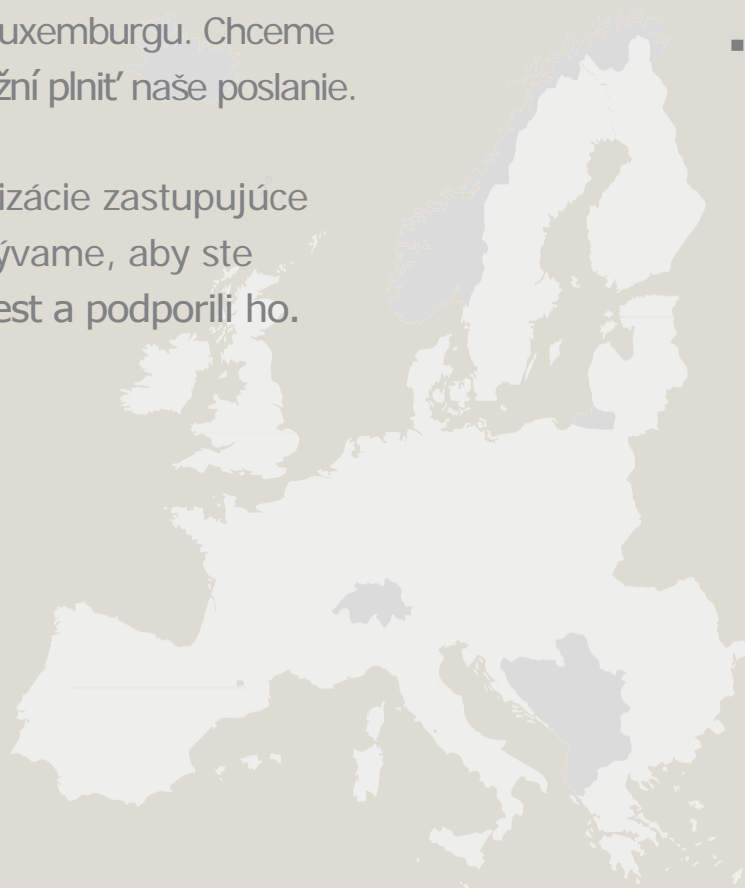 uxemburgu. Chceme
žní plniť naše poslanie.
izácie zastupujúce
ývame, aby ste
est a podporili ho.